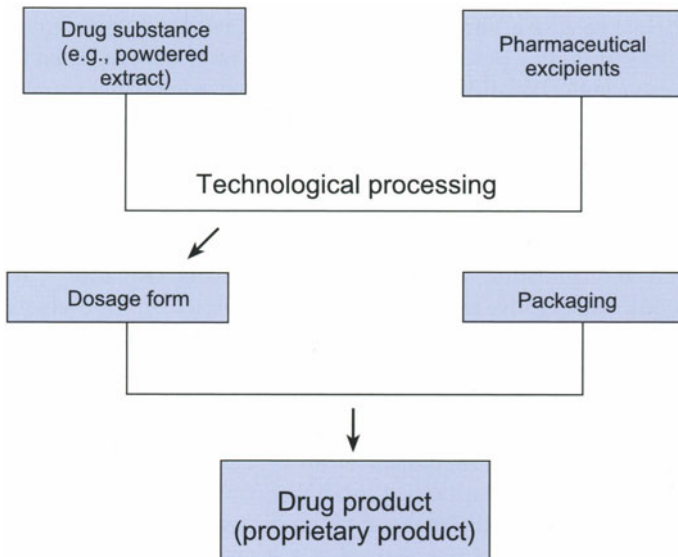 Drug substance
(e.g., powdered
extract)
Pharmaceutical
excipients
Technological processing
Dosage form
Packaging
Drug product
(proprietary product)